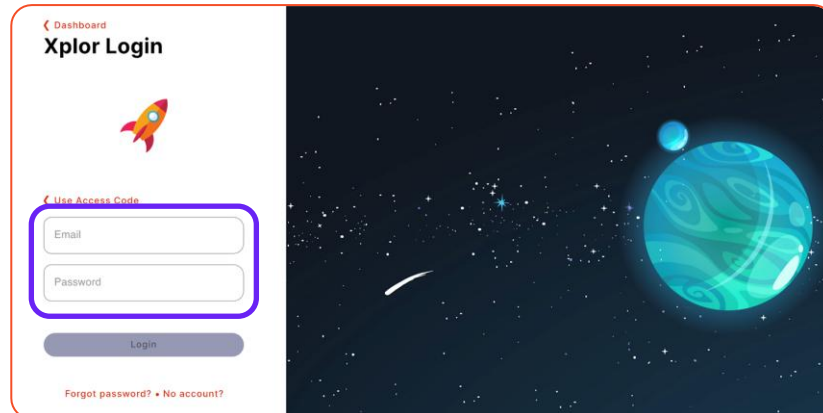 ❮ Dashboard
Xplor Login
❮ Use Access Code
Email
Password
Login
Forgot password? • No account?